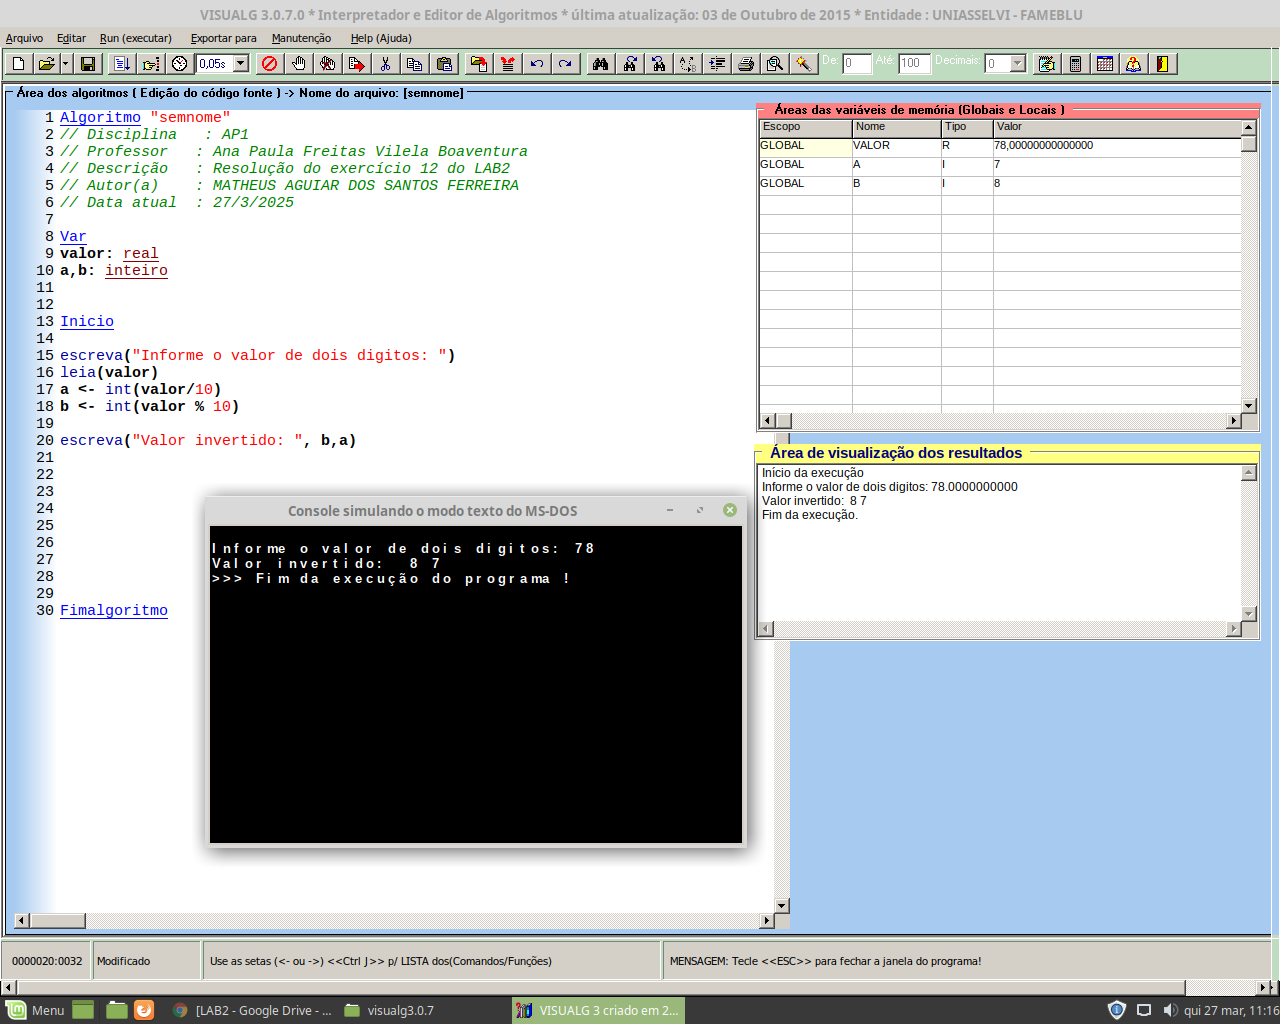 VISUALG 3.0.7.0 * Interpretador e Editor de Algoritmos * última atualização: 03 de Outubro de 2015 * Entidade : UNIASSELVI - FAMEBLU
Arquivo Editar Run (executar) Exportar para Manutenção Help (Ajuda)
0,05s De: 0 Até: 100 Decimais: 0
Área dos algoritmos ( Edição do código fonte ) -> Nome do arquivo: [semnome]
1 Algoritmo "semnome"
2 // Disciplina   : AP1
3 // Professor   : Ana Paula Freitas Vilela Boaventura
4 // Descrição   : Resolução do exercício 12 do LAB2
5 // Autor(a)    : MATHEUS AGUIAR DOS SANTOS FERREIRA
6 // Data atual  : 27/3/2025
7
8 Var
9 valor: real
10 a,b: inteiro
11
12
13 Inicio
14
15 escreva("Informe o valor de dois digitos: ")
16 leia(valor)
17 a <- int(valor/10)
18 b <- int(valor % 10)
19
20 escreva("Valor invertido: ", b,a)
21
22
23
24
25
26
27
28
29
30 Fimalgoritmo
Áreas das variáveis de memória (Globais e Locais )
Escopo Nome Tipo Valor
GLOBAL VALOR R 78,00000000000000
GLOBAL A I 7
GLOBAL B I 8
Área de visualização dos resultados
Início da execução
Informe o valor de dois digitos: 78.0000000000
Valor invertido:  8 7
Fim da execução.
Console simulando o modo texto do MS-DOS
Informe o valor de dois digitos: 78
Valor invertido:  8 7
>>> Fim da execução do programa !
0000020:0032 Modificado Use as setas (<- ou ->) <<Ctrl J>> p/ LISTA dos(Comandos/Funções) MENSAGEM: Tecle <<ESC>> para fechar a janela do programa!
Menu [LAB2 - Google Drive - ... visualg3.0.7 VISUALG 3 criado em 2... qui 27 mar, 11:16